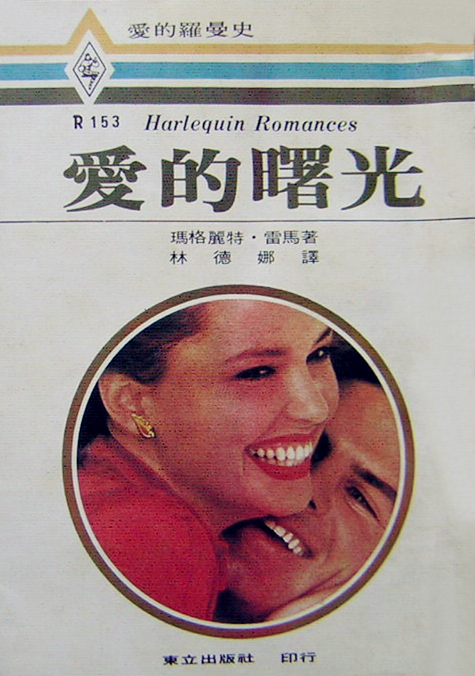 愛的羅曼史
R 153 Harlequin Romances
愛的曙光
瑪格麗特·雷馬著
林德娜譯
東立出版社 印行